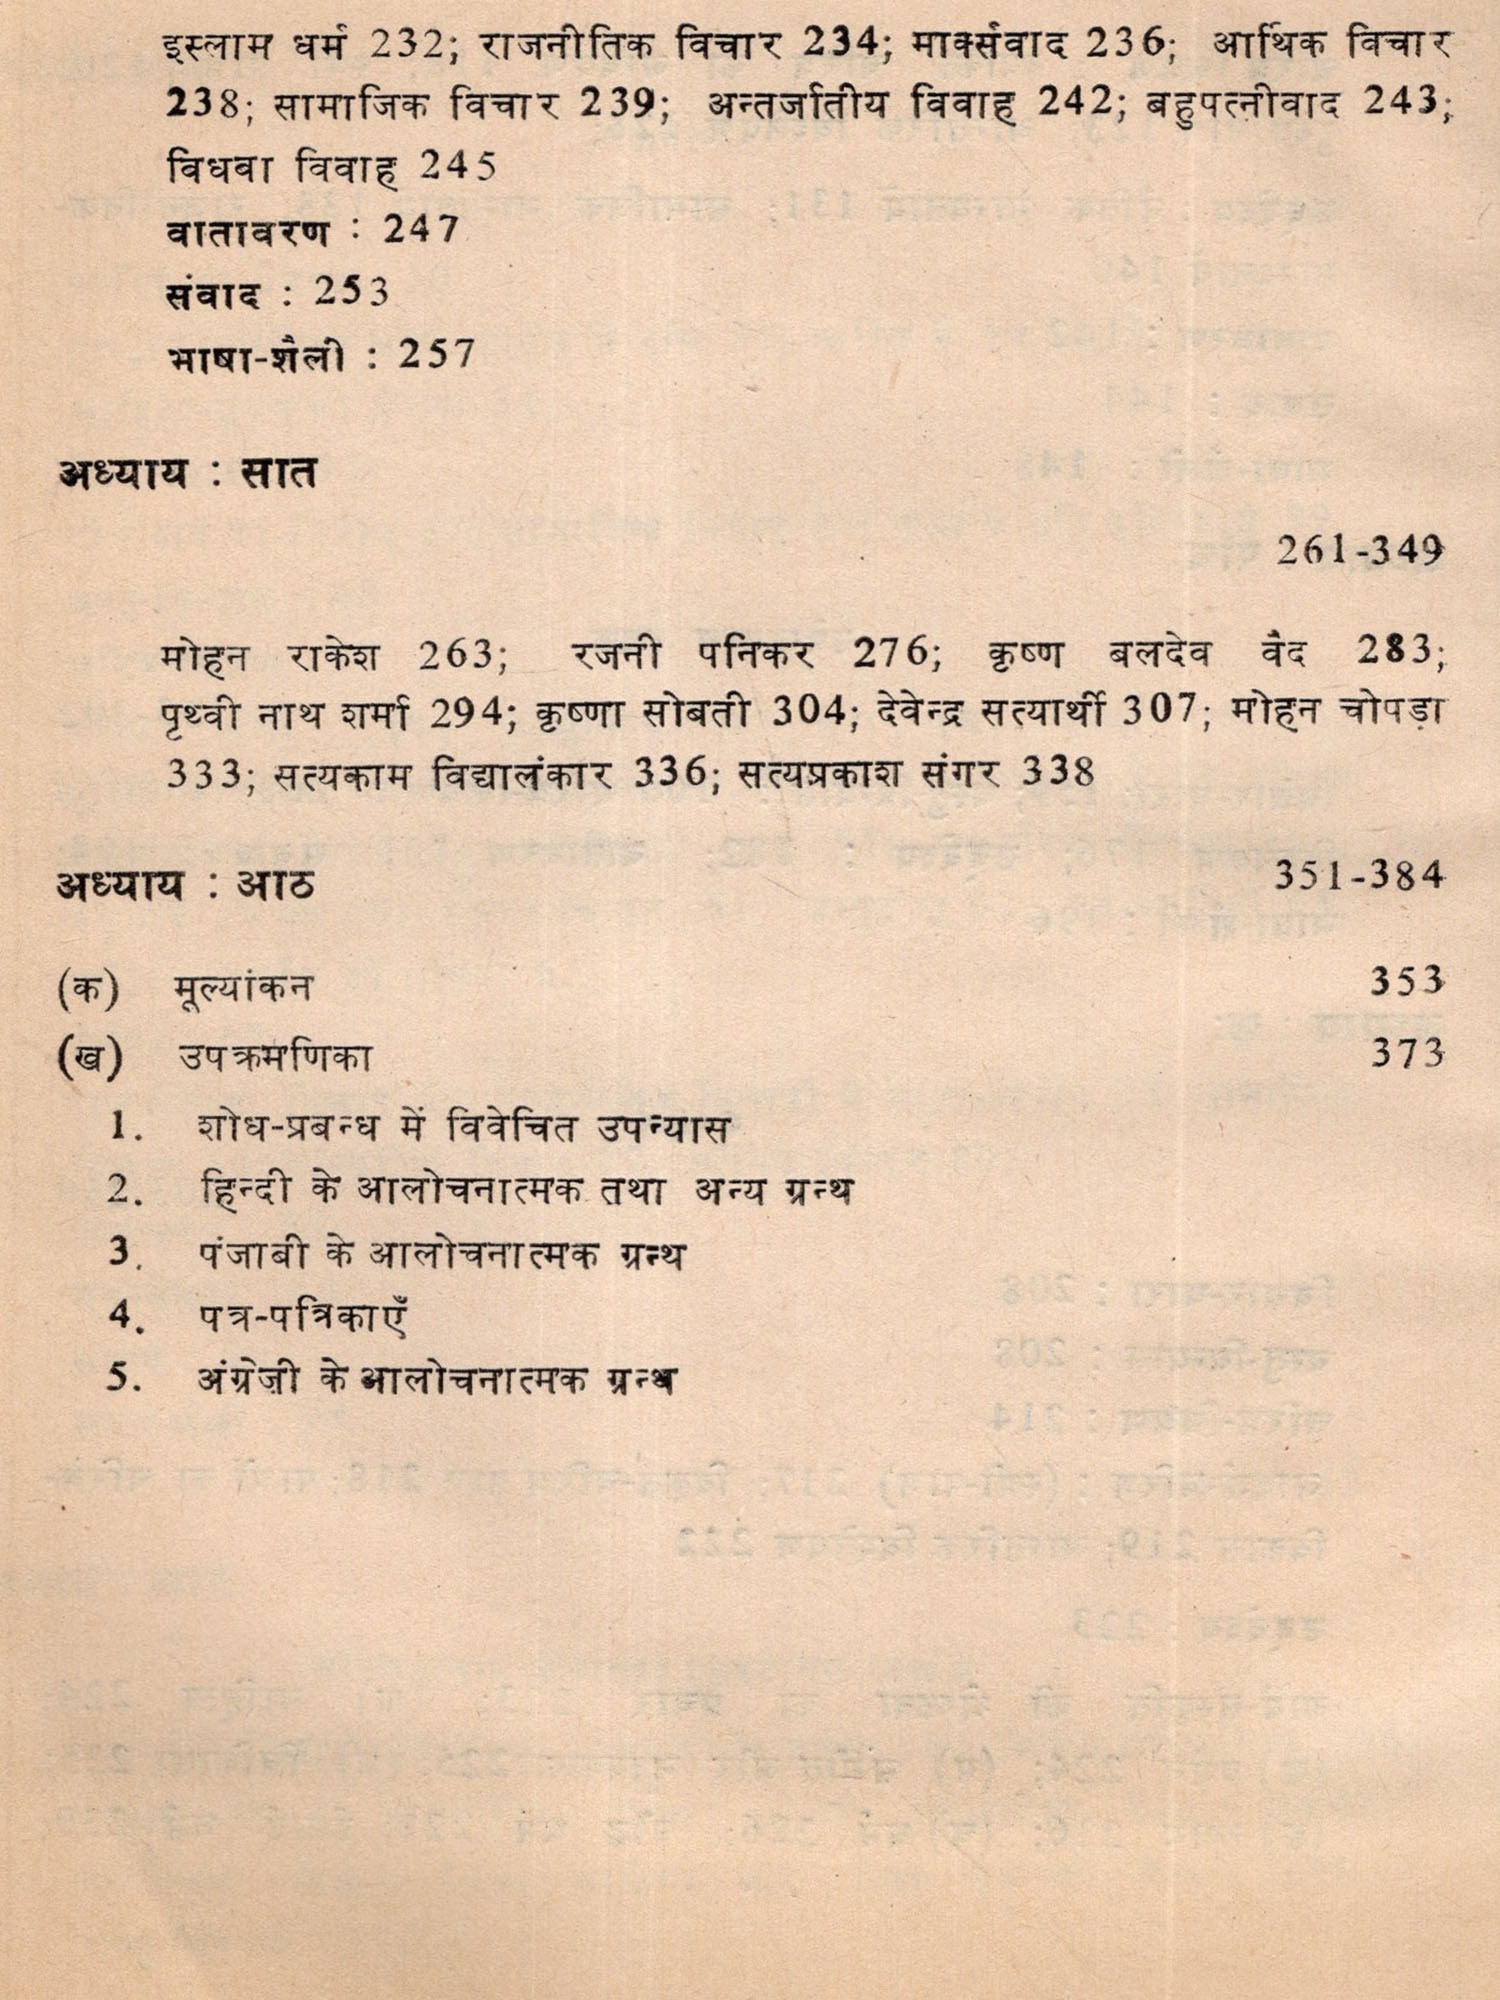 इस्लाम धर्म 232; राजनीतिक विचार 234; मार्क्सवाद 236; आर्थिक विचार
238; सामाजिक विचार 239; अन्तर्जातीय विवाह 242; बहुपत्नीवाद 243;
विधवा विवाह 245
वातावरण : 247
संवाद : 253
भाषा-शैली : 257
अध्याय : सात
261-349
मोहन राकेश 263; रजनी पनिकर 276; कृष्ण बलदेव वैद 283;
पृथ्वी नाथ शर्मा 294; कृष्णा सोबती 304; देवेन्द्र सत्यार्थी 307; मोहन चोपड़ा
333; सत्यकाम विद्यालंकार 336; सत्यप्रकाश संगर 338
अध्याय : आठ 351-384
(क) मूल्यांकन 353
(ख) उपक्रमणिका 373
1. शोध-प्रबन्ध में विवेचित उपन्यास
2. हिन्दी के आलोचनात्मक तथा अन्य ग्रन्थ
3. पंजाबी के आलोचनात्मक ग्रन्थ
4. पत्र-पत्रिकाएँ
5. अंग्रेज़ी के आलोचनात्मक ग्रन्थ